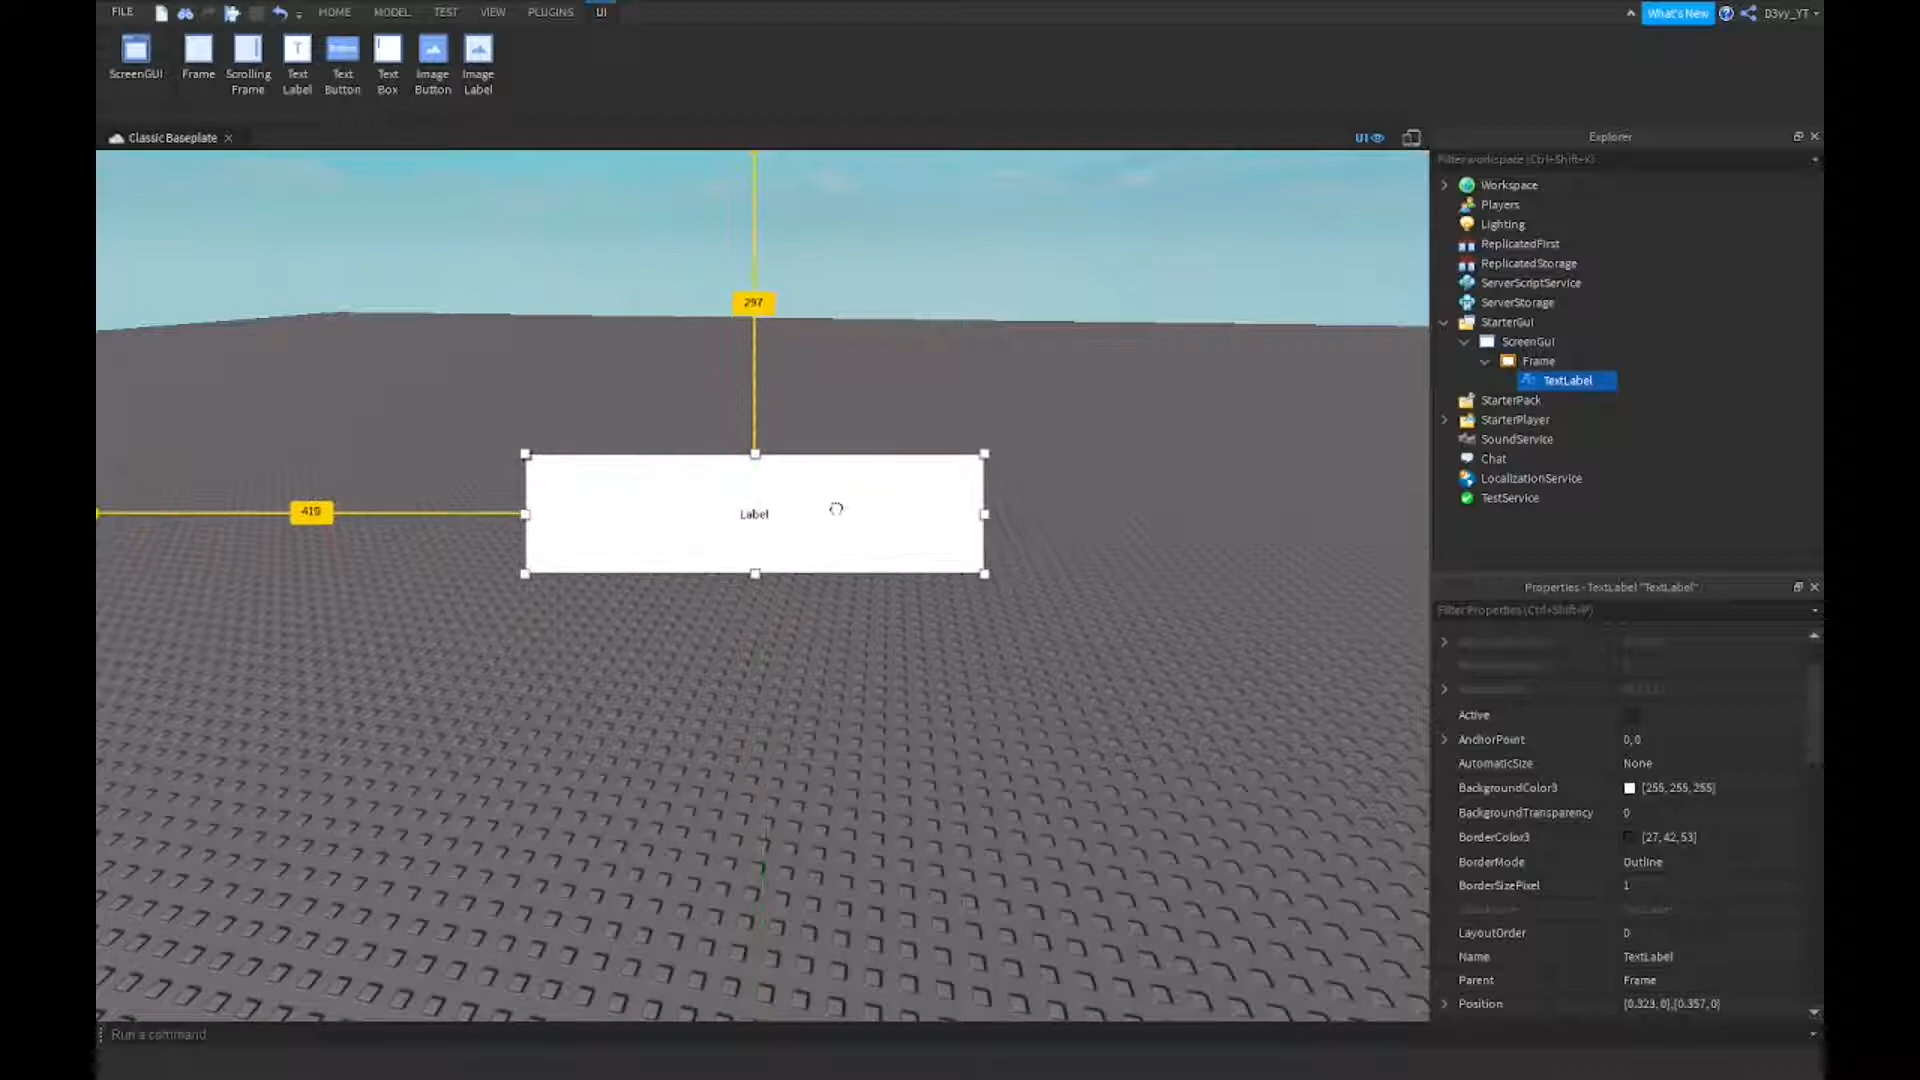 FILE HOME MODEL TEST VIEW PLUGINS UI What's New D3vy_YT
ScreenGUI Frame Scrolling Frame Text Label Text Button Text Box Image Button Image Label
Classic Baseplate UI Explorer
Filter workspace (Ctrl+Shift+X)
Workspace
Players
Lighting
ReplicatedFirst
ReplicatedStorage
ServerScriptService
ServerStorage
StarterGui
ScreenGui
Frame
TextLabel
StarterPack
StarterPlayer
SoundService
Chat
LocalizationService
TestService
297
419
Label
Properties - TextLabel "TextLabel"
Filter Properties (Ctrl+Shift+P)
Active
AnchorPoint 0, 0
AutomaticSize None
BackgroundColor3 [255, 255, 255]
BackgroundTransparency 0
BorderColor3 [27, 42, 53]
BorderMode Outline
BorderSizePixel 1
LayoutOrder 0
Name TextLabel
Parent Frame
Position {0.323, 0},{0.357, 0}
Run a command